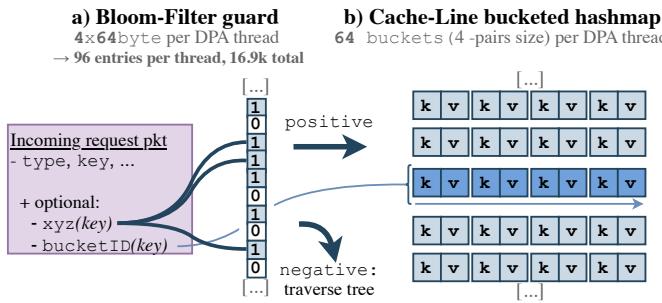 a) Bloom-Filter guard
4x64byte per DPA thread
→ 96 entries per thread, 16.9k total
b) Cache-Line bucketed hashmap
64 buckets (4 -pairs size) per DPA thread
Incoming request pkt
- type, key, ...
+ optional:
- xyz(key)
- bucketID(key)
[...]
1
0
1
1
1
0
1
0
1
0
[...]
positive
negative:
traverse tree
[...]
k v k v k v k v
k v k v k v k v
k v k v k v k v
k v k v k v k v
k v k v k v k v
[...]